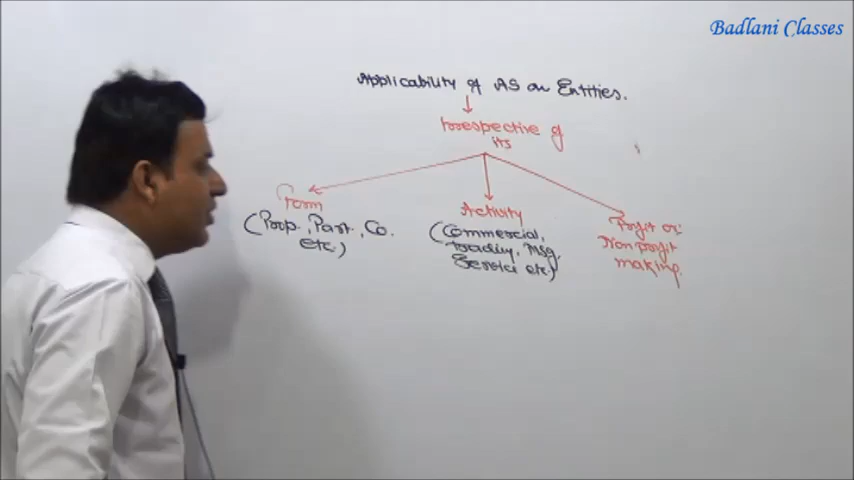 Badlani Classes
Applicability of AS on Entities.
Irrespective of
its
Form
(Prop., Part., Co.
etc.)
Activity
(Commercial,
trading, Mfg,
Service etc.)
Profit or
Non profit
making.